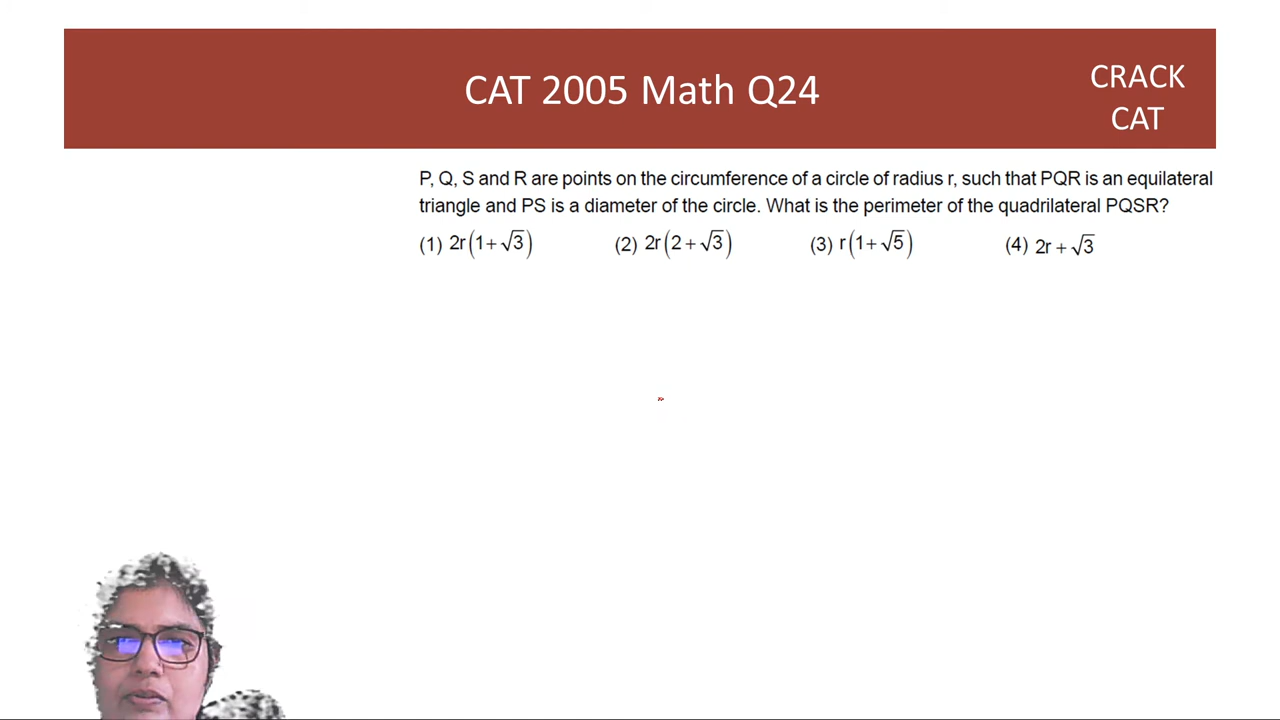 CAT 2005 Math Q24
CRACK
CAT
P, Q, S and R are points on the circumference of a circle of radius r, such that PQR is an equilateral
triangle and PS is a diameter of the circle. What is the perimeter of the quadrilateral PQSR?
(1) 2r(1+√3) (2) 2r(2+√3) (3) r(1+√5) (4) 2r+√3